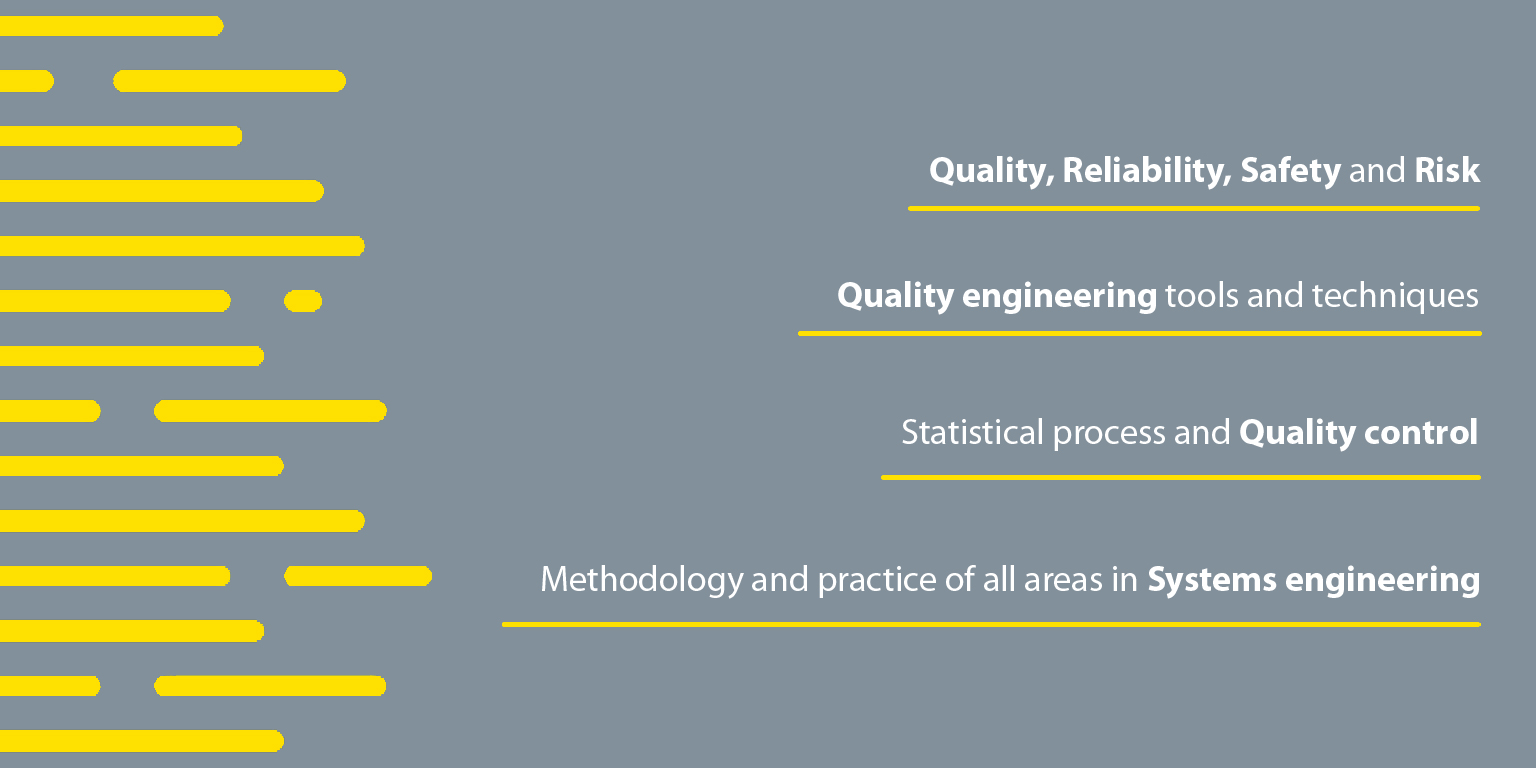 Quality, Reliability, Safety and Risk
Quality engineering tools and techniques
Statistical process and Quality control
Methodology and practice of all areas in Systems engineering